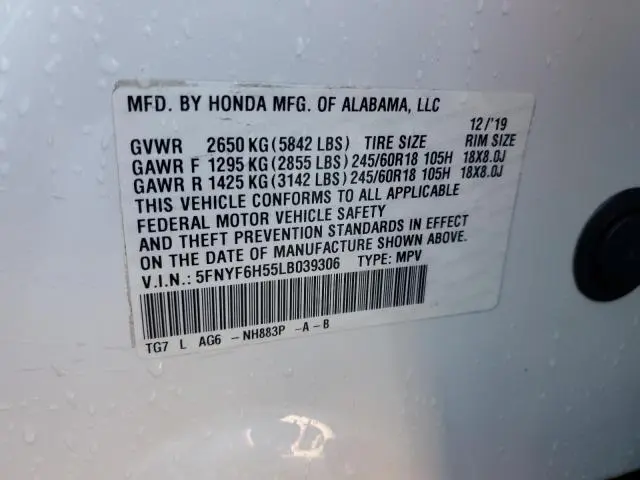 MFD. BY HONDA MFG. OF ALABAMA, LLC
12/'19
GVWR 2650 KG (5842 LBS) TIRE SIZE RIM SIZE
GAWR F 1295 KG (2855 LBS) 245/60R18 105H 18X8.0J
GAWR R 1425 KG (3142 LBS) 245/60R18 105H 18X8.0J
THIS VEHICLE CONFORMS TO ALL APPLICABLE
FEDERAL MOTOR VEHICLE SAFETY
AND THEFT PREVENTION STANDARDS IN EFFECT
ON THE DATE OF MANUFACTURE SHOWN ABOVE.
V.I.N.: 5FNYF6H55LB039306 TYPE: MPV
TG7 L AG6 -NH883P -A-B